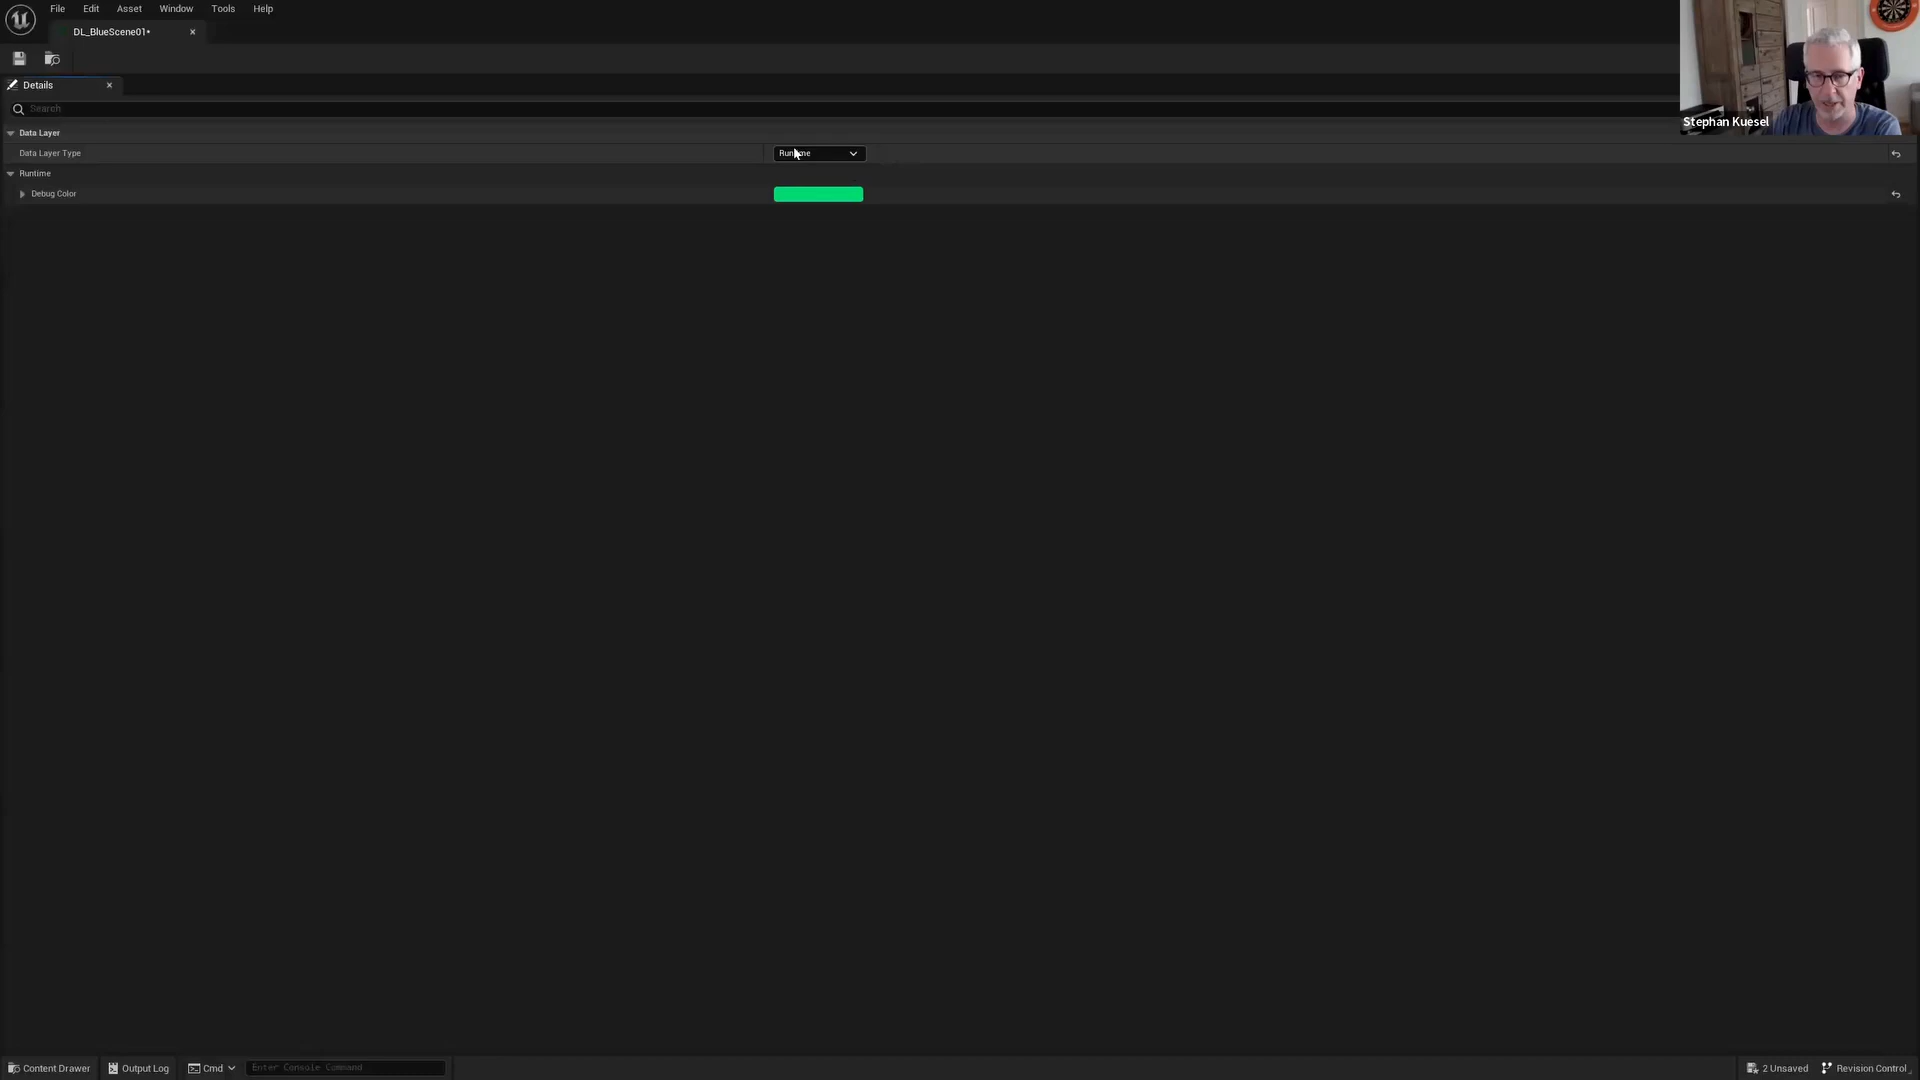 File Edit Asset Window Tools Help
DL_BlueScene01•
Details
Search
Data Layer
Data Layer Type
Runtime
Runtime
Debug Color
Stephan Kuesel
Content Drawer
Output Log
Cmd
Enter Console Command
2 Unsaved
Revision Control